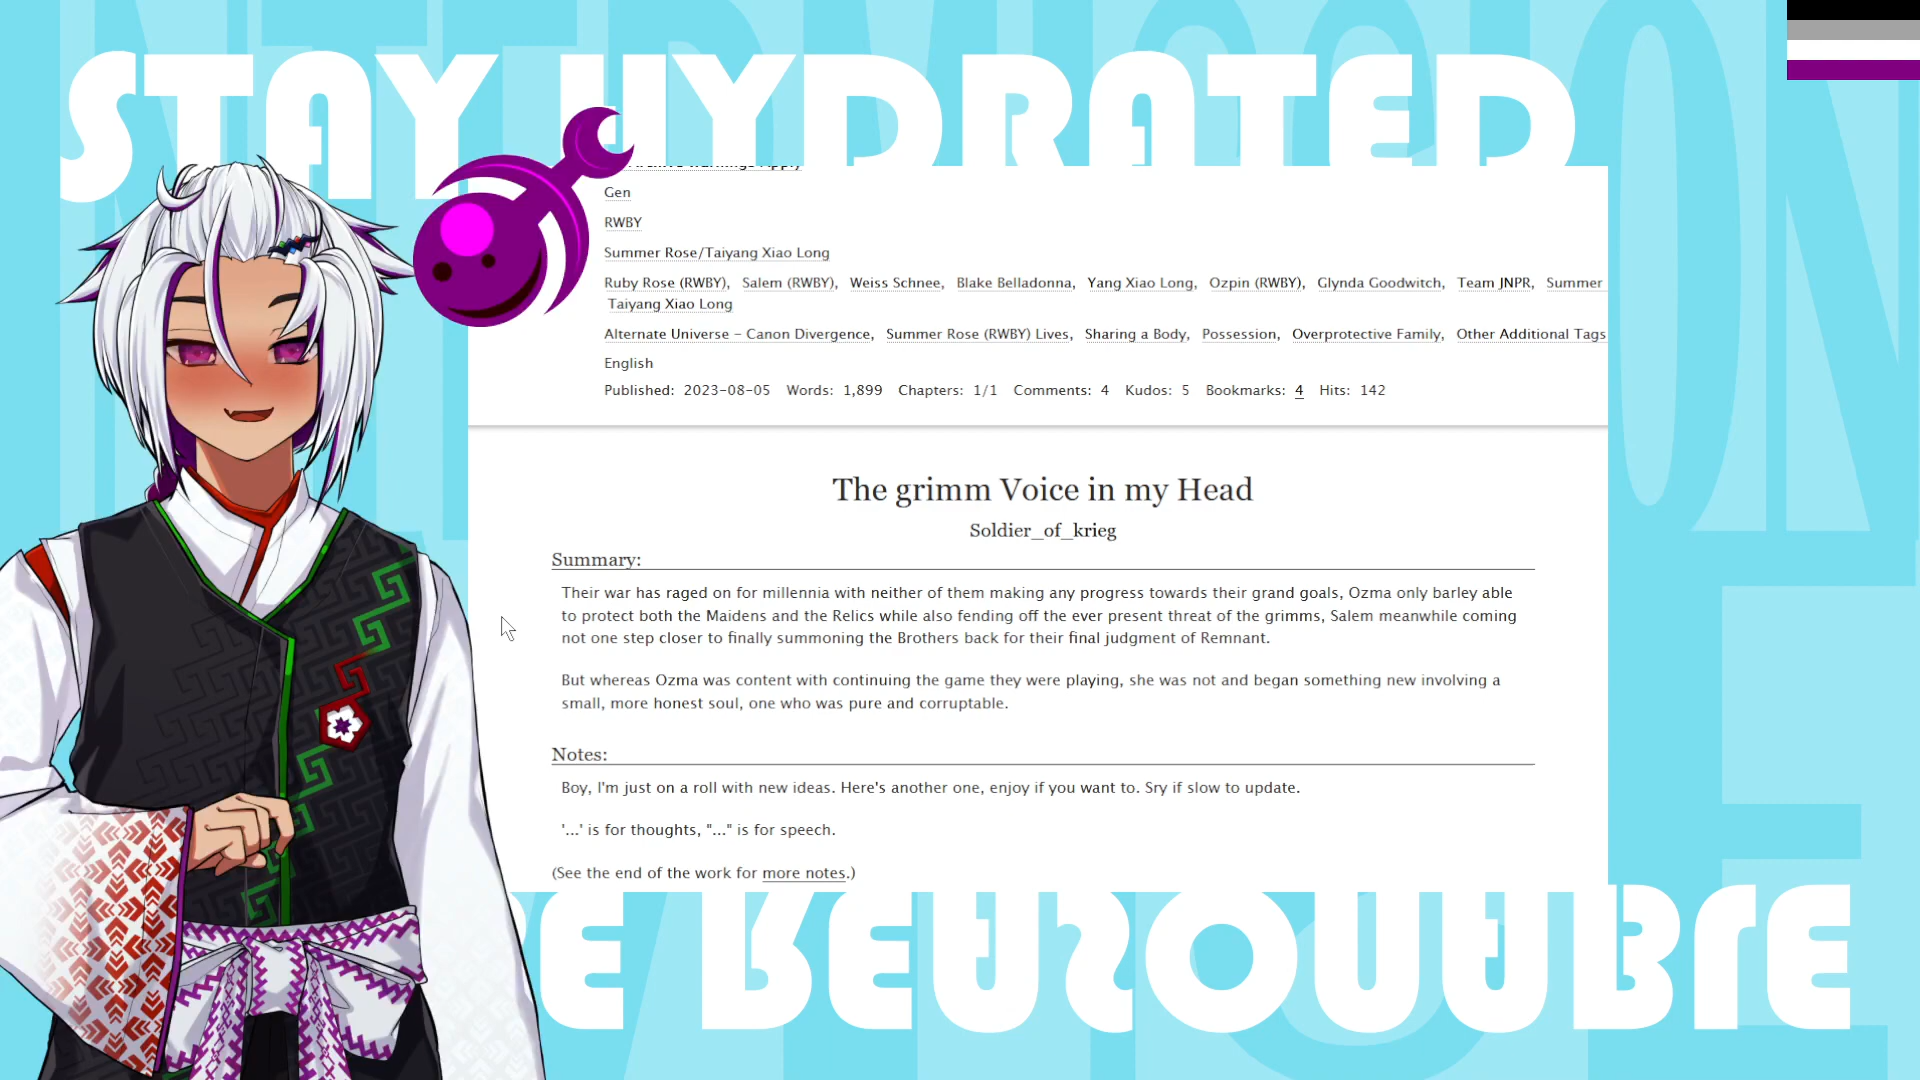 STAY HYDRATED
Gen
RWBY
Summer Rose/Taiyang Xiao Long
Ruby Rose (RWBY), Salem (RWBY), Weiss Schnee, Blake Belladonna, Yang Xiao Long, Ozpin (RWBY), Glynda Goodwitch, Team JNPR, Summer
Taiyang Xiao Long
Alternate Universe - Canon Divergence, Summer Rose (RWBY) Lives, Sharing a Body, Possession, Overprotective Family, Other Additional Tags
English
Published: 2023-08-05 Words: 1,899 Chapters: 1/1 Comments: 4 Kudos: 5 Bookmarks: 4 Hits: 142
The grimm Voice in my Head
Soldier_of_krieg
Summary:
Their war has raged on for millennia with neither of them making any progress towards their grand goals, Ozma only barley able
to protect both the Maidens and the Relics while also fending off the ever present threat of the grimms, Salem meanwhile coming
not one step closer to finally summoning the Brothers back for their final judgment of Remnant.
But whereas Ozma was content with continuing the game they were playing, she was not and began something new involving a
small, more honest soul, one who was pure and corruptable.
Notes:
Boy, I'm just on a roll with new ideas. Here's another one, enjoy if you want to. Sry if slow to update.
'...' is for thoughts, "..." is for speech.
(See the end of the work for more notes.)